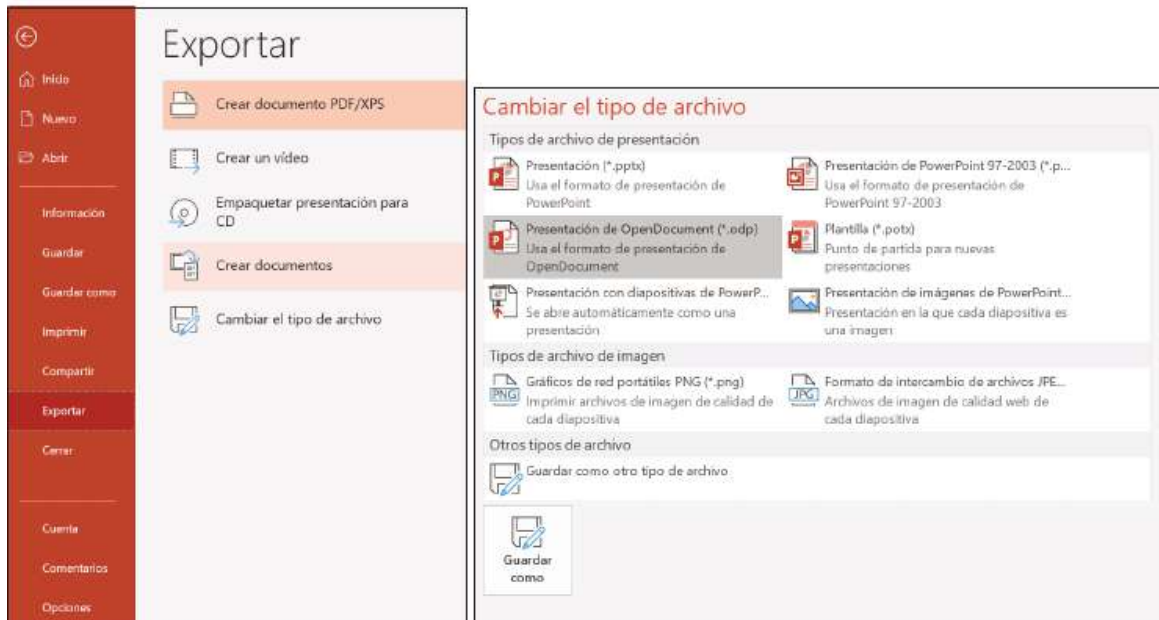 Inicio
Nuevo
Abrir
Información
Guardar
Guardar como
Imprimir
Compartir
Exportar
Cerrar
Cuenta
Comentarios
Opciones
Exportar
Crear documento PDF/XPS
Crear un vídeo
Empaquetar presentación para
CD
Crear documentos
Cambiar el tipo de archivo
Cambiar el tipo de archivo
Tipos de archivo de presentación
Presentación (*.pptx)
Usa el formato de presentación de
PowerPoint
Presentación de PowerPoint 97-2003 (*.p...
Usa el formato de presentación de
PowerPoint 97-2003
Presentación de OpenDocument (*.odp)
Usa el formato de presentación de
OpenDocument
Plantilla (*.potx)
Punto de partida para nuevas
presentaciones
Presentación con diapositivas de PowerP...
Se abre automáticamente como una
presentación
Presentación de imágenes de PowerPoint...
Presentación en la que cada diapositiva es
una imagen
Tipos de archivo de imagen
PNG
Gráficos de red portátiles PNG (*.png)
Imprimir archivos de imagen de calidad de
cada diapositiva
JPG
Formato de intercambio de archivos JPE...
Archivos de imagen de calidad web de
cada diapositiva
Otros tipos de archivo
Guardar como otro tipo de archivo
Guardar
como